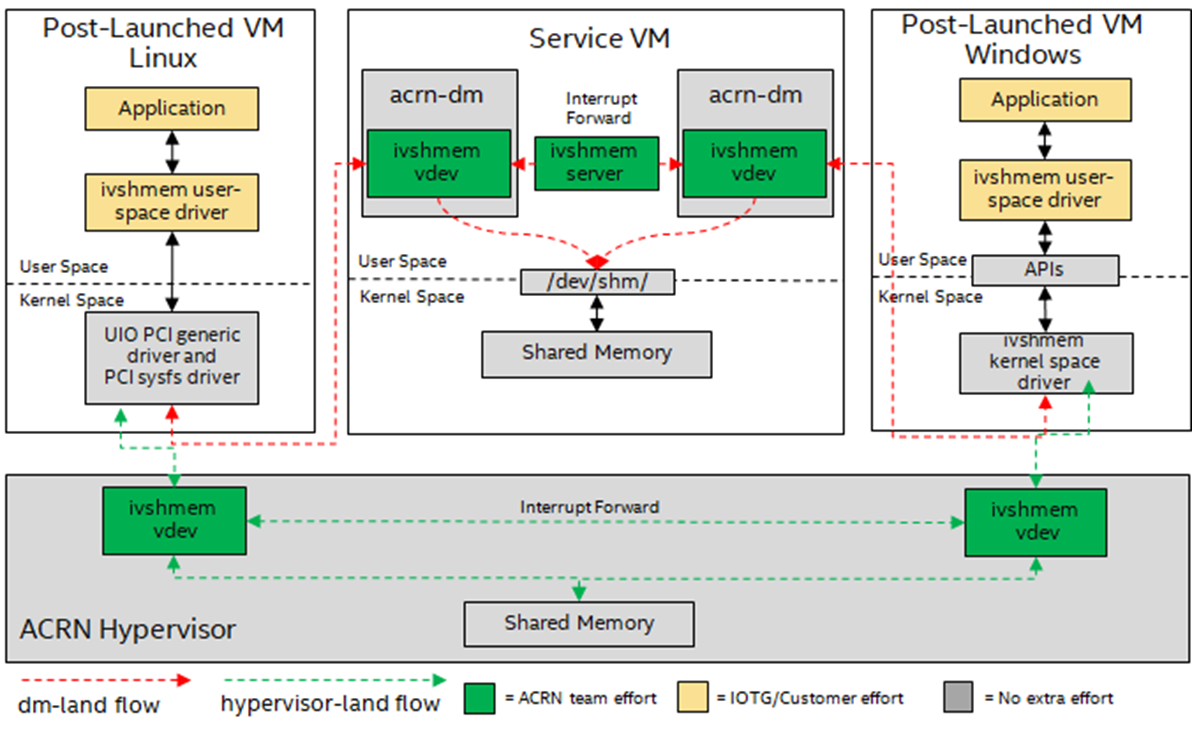 Post-Launched VM
Linux
Application
ivshmem user-
space driver
User Space
Kernel Space
UIO PCI generic
driver and
PCI sysfs driver
Service VM
acrn-dm
ivshmem
vdev
Interrupt
Forward
ivshmem
server
acrn-dm
ivshmem
vdev
User Space
Kernel Space
/dev/shm/
Shared Memory
Post-Launched VM
Windows
Application
ivshmem user-
space driver
User Space
APIs
Kernel Space
ivshmem
kernel space
driver
ivshmem
vdev
Interrupt Forward
ivshmem
vdev
Shared Memory
ACRN Hypervisor
dm-land flow
hypervisor-land flow
= ACRN team effort
= IOTG/Customer effort
= No extra effort